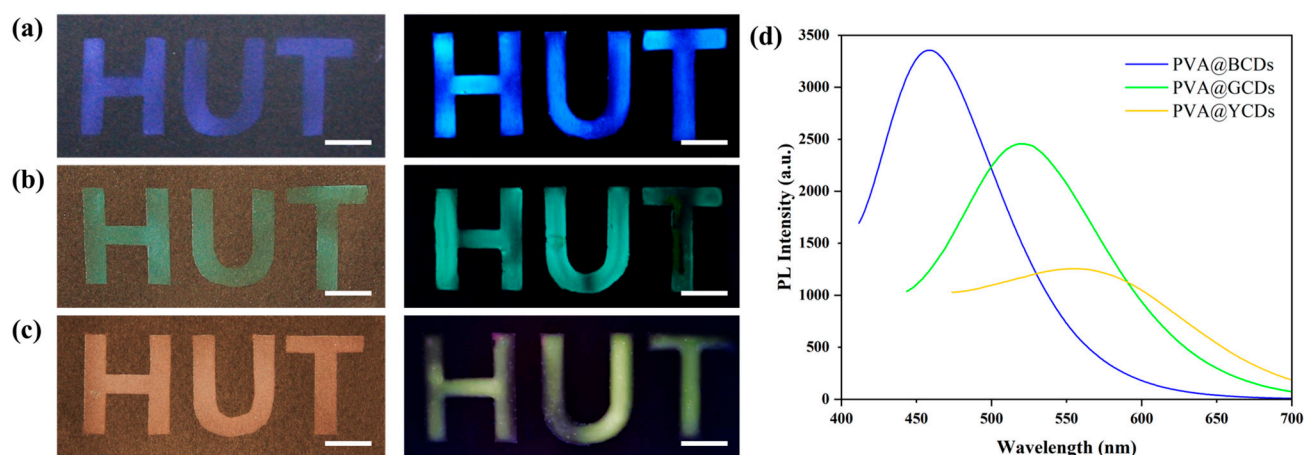 (a)
HUT
HUT
(b)
HUT
HUT
(c)
HUT
HUT
(d)
PL Intensity (a.u.)
3500
3000
2500
2000
1500
1000
500
0
PVA@BCDs
PVA@GCDs
PVA@YCDs
400 450 500 550 600 650 700
Wavelength (nm)